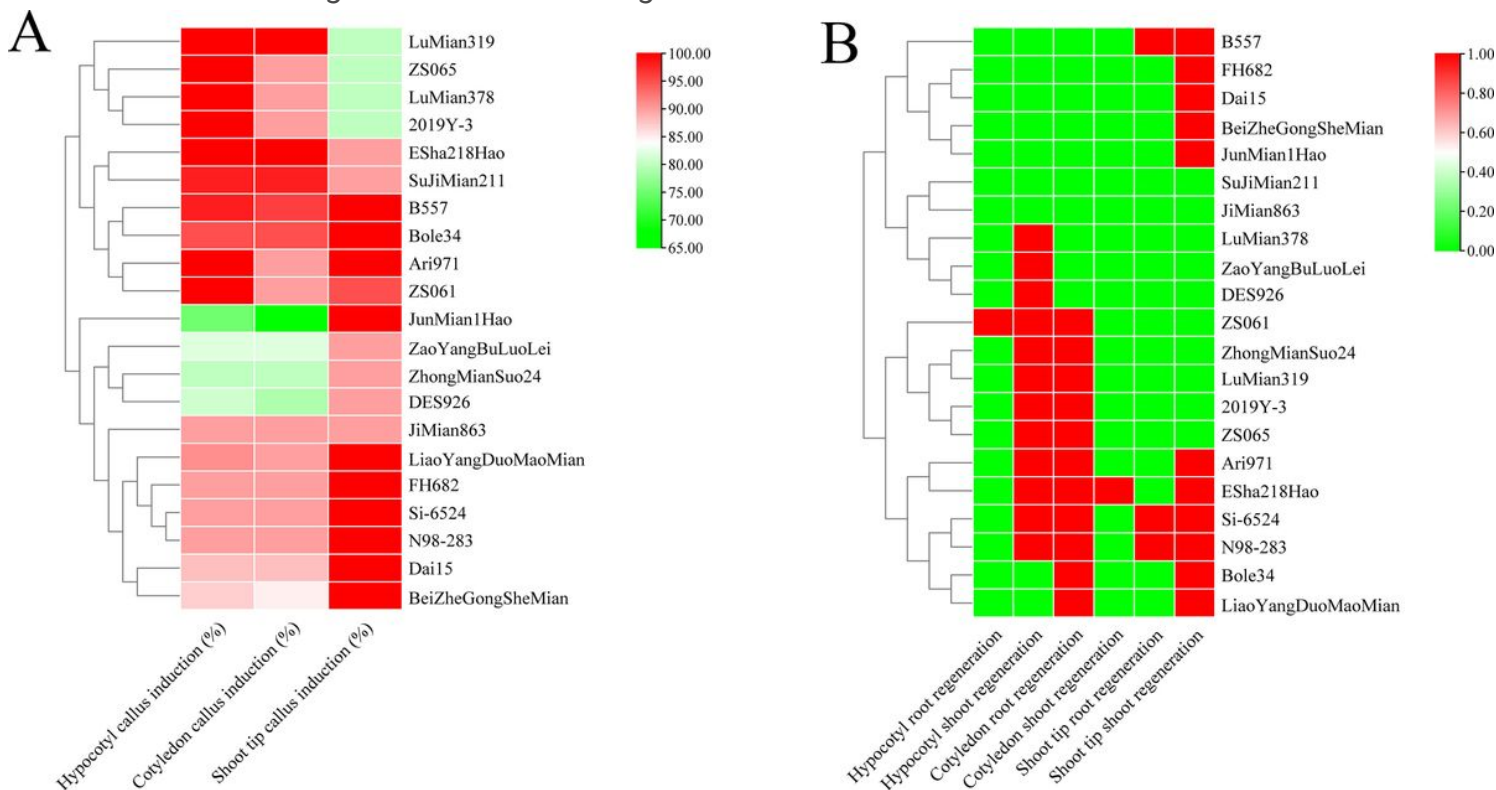 A
LuMian319
ZS065
LuMian378
2019Y-3
ESha218Hao
SuJiMian211
B557
Bole34
Ari971
ZS061
JunMian1Hao
ZaoYangBuLuoLei
ZhongMianSuo24
DES926
JiMian863
LiaoYangDuoMaoMian
FH682
Si-6524
N98-283
Dai15
BeiZheGongSheMian
100.00
95.00
90.00
85.00
80.00
75.00
70.00
65.00
Hypocotyl callus induction (%)
Cotyledon callus induction (%)
Shoot tip callus induction (%)
B
B557
FH682
Dai15
BeiZheGongSheMian
JunMian1Hao
SuJiMian211
JiMian863
LuMian378
ZaoYangBuLuoLei
DES926
ZS061
ZhongMianSuo24
LuMian319
2019Y-3
ZS065
Ari971
ESha218Hao
Si-6524
N98-283
Bole34
LiaoYangDuoMaoMian
1.00
0.80
0.60
0.40
0.20
0.00
Hypocotyl root regeneration
Hypocotyl shoot regeneration
Cotyledon root regeneration
Cotyledon shoot regeneration
Shoot tip root regeneration
Shoot tip shoot regeneration